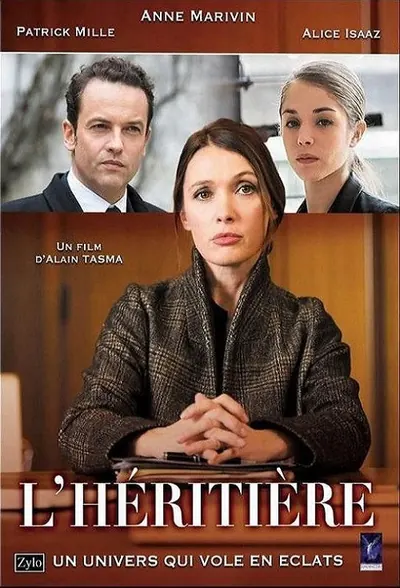 ANNE MARIVIN
PATRICK MILLE
ALICE ISAAZ
UN FILM
D'ALAIN TASMA
L'HÉRITIÈRE
Zylo
UN UNIVERS QUI VOLE EN ECLATS